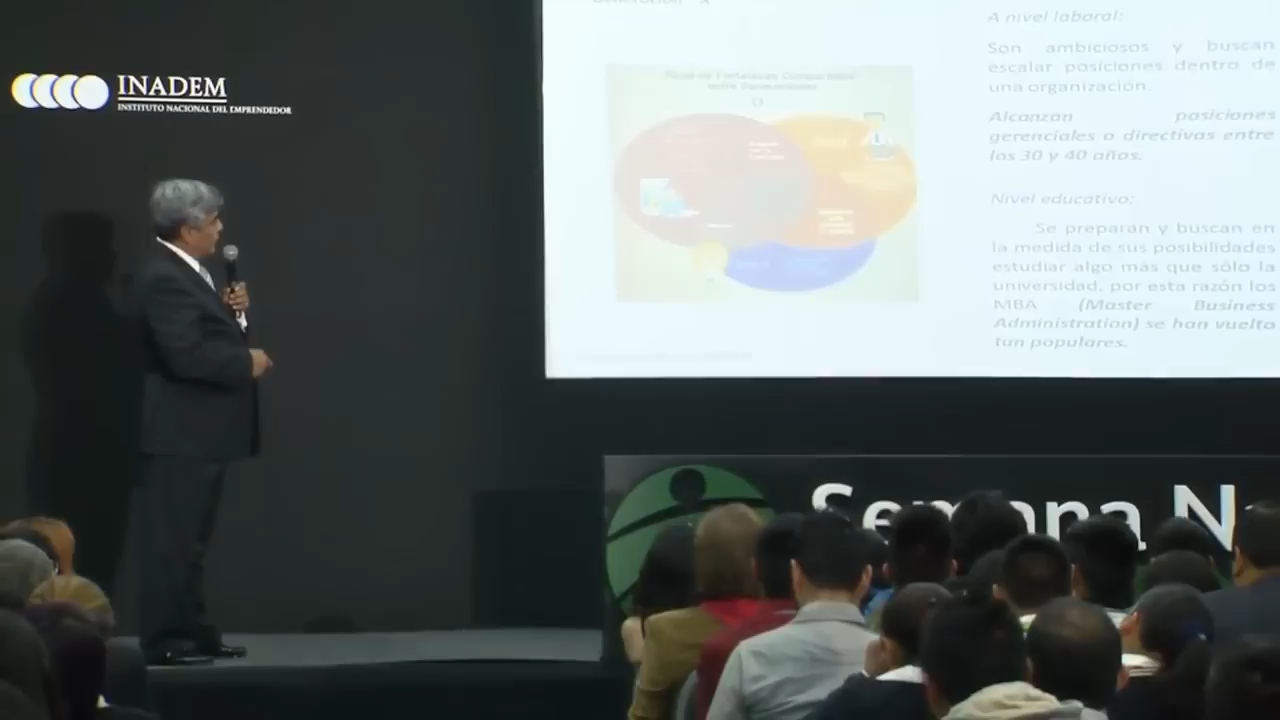 INADEM
INSTITUTO NACIONAL DEL EMPRENDEDOR
A nivel laboral:
Son ambiciosos y buscan
escalar posiciones dentro de
una organización.
Alcanzan posiciones
gerenciales o directivas entre
los 30 y 40 años.
Nivel educativo:
Se preparan y buscan en
la medida de sus posibilidades
estudiar algo más que sólo la
universidad, por esta razón los
MBA (Master Business
Administration) se han vuelto
tan populares.
Semana N